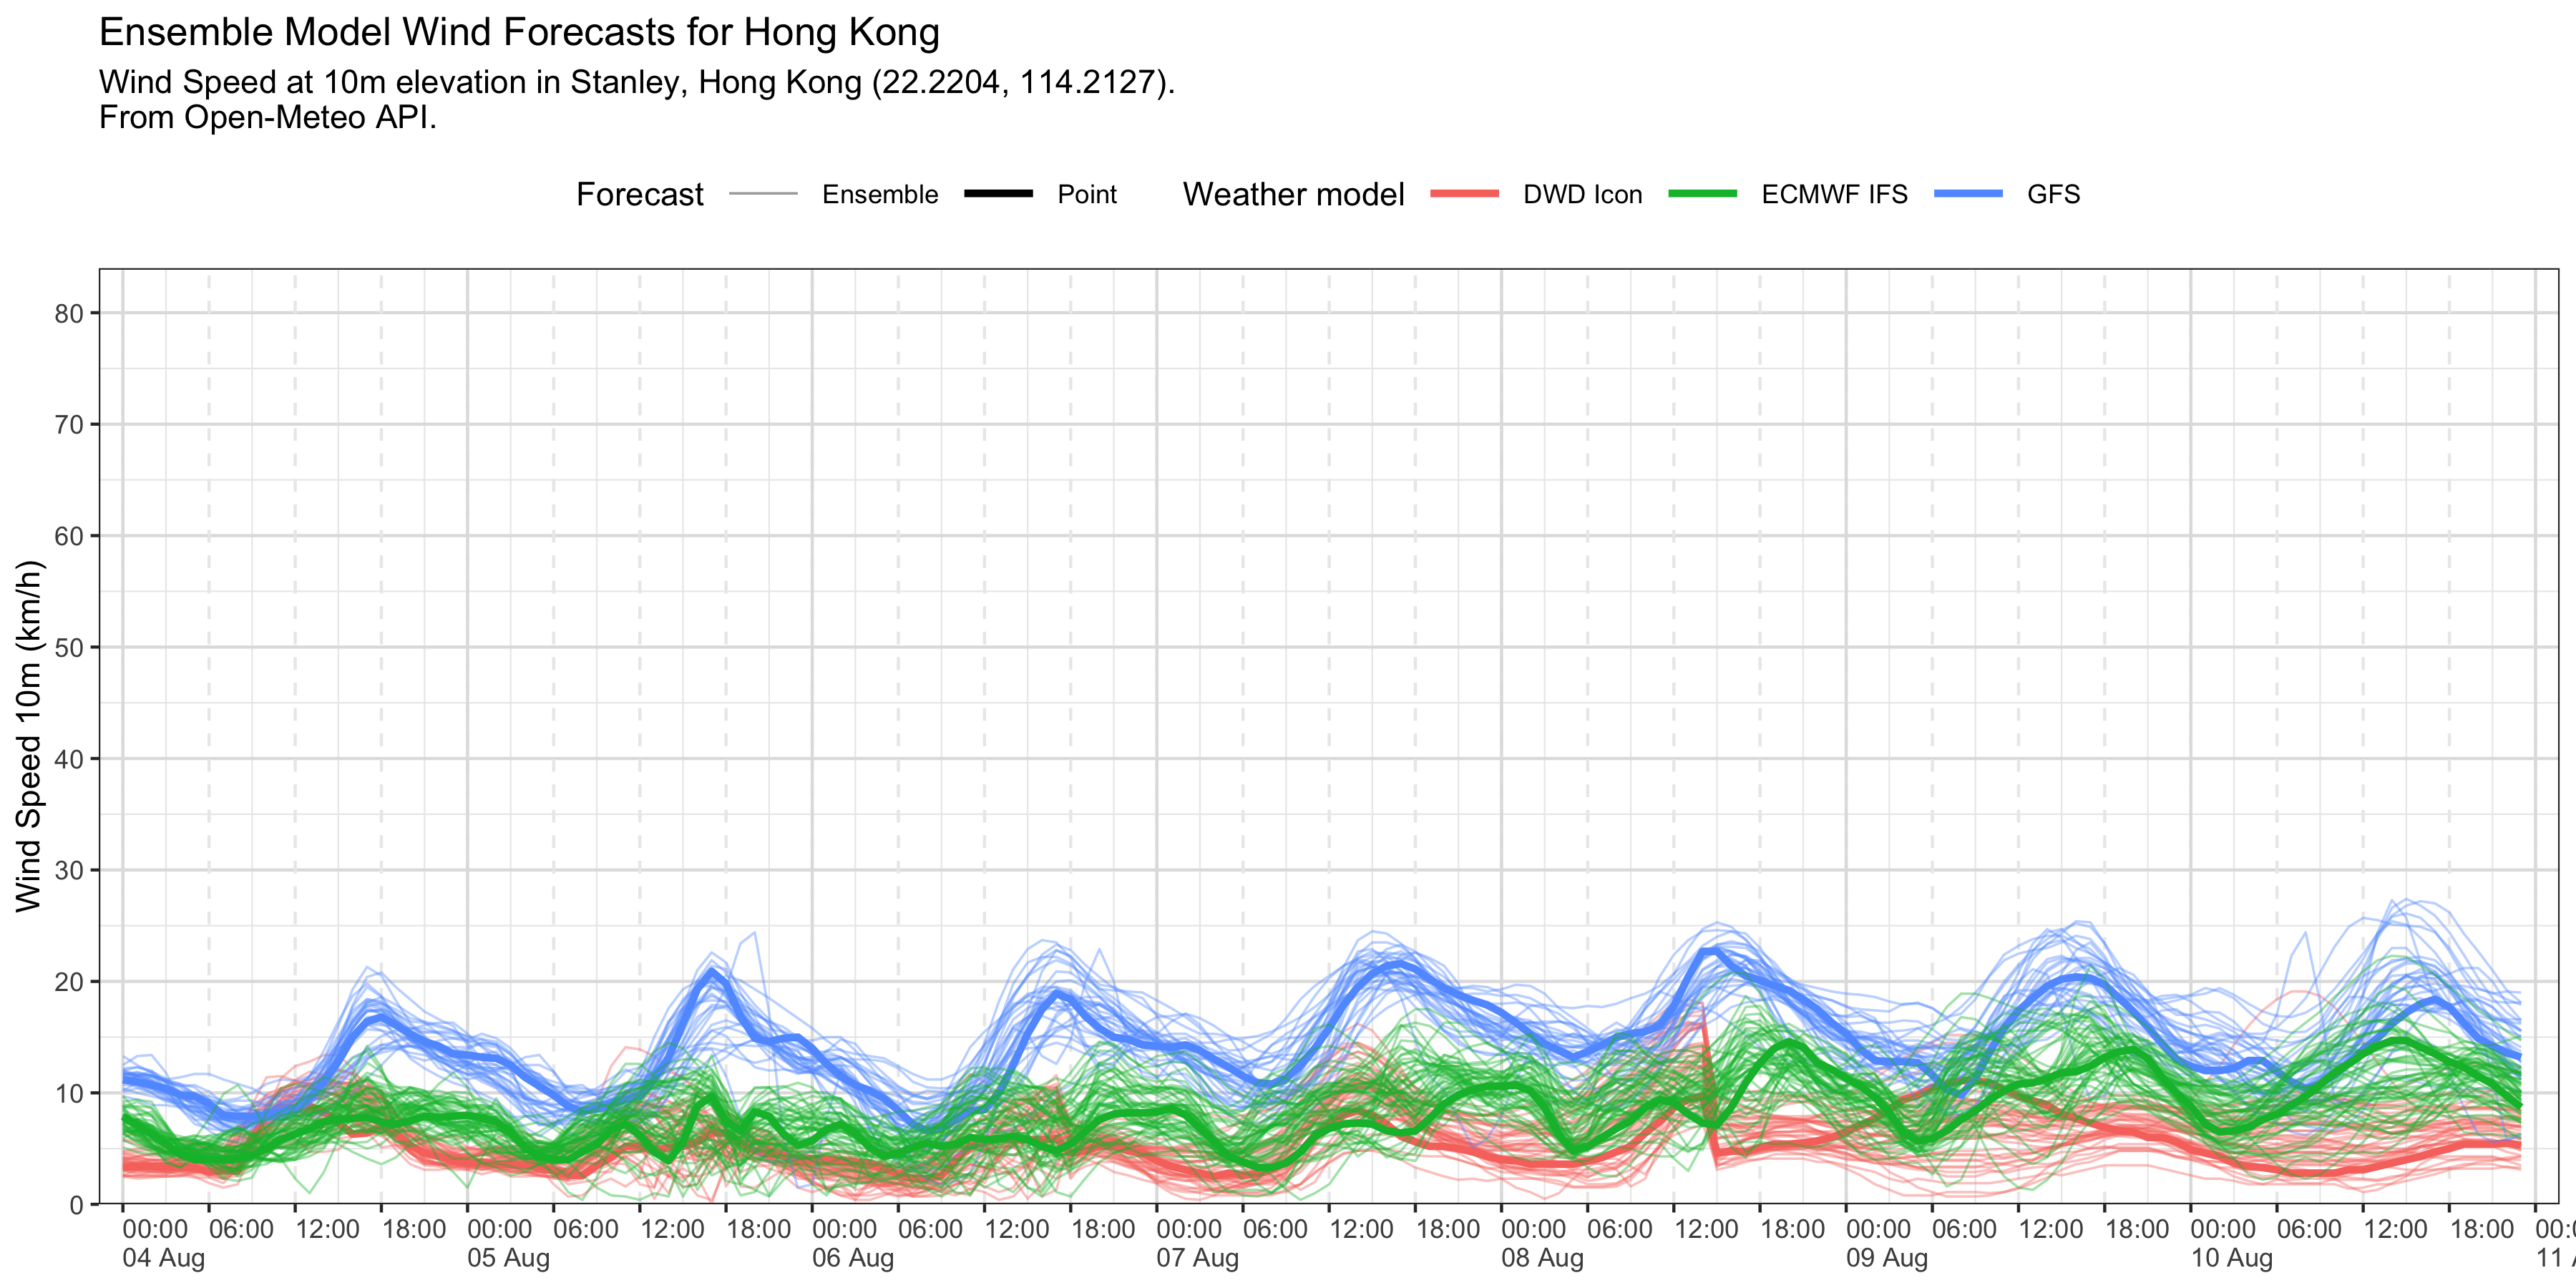 Ensemble Model Wind Forecasts for Hong Kong
Wind Speed at 10m elevation in Stanley, Hong Kong (22.2204, 114.2127).
From Open-Meteo API.
Forecast Ensemble Point Weather model DWD Icon ECMWF IFS GFS
Wind Speed 10m (km/h)
80
70
60
50
40
30
20
10
0
00:00 06:00 12:00 18:00 00:00 06:00 12:00 18:00 00:00 06:00 12:00 18:00 00:00 06:00 12:00 18:00 00:00 06:00 12:00 18:00 00:00 06:00 12:00 18:00 00:00 06:00 12:00 18:00
04 Aug 05 Aug 06 Aug 07 Aug 08 Aug 09 Aug 10 Aug 11